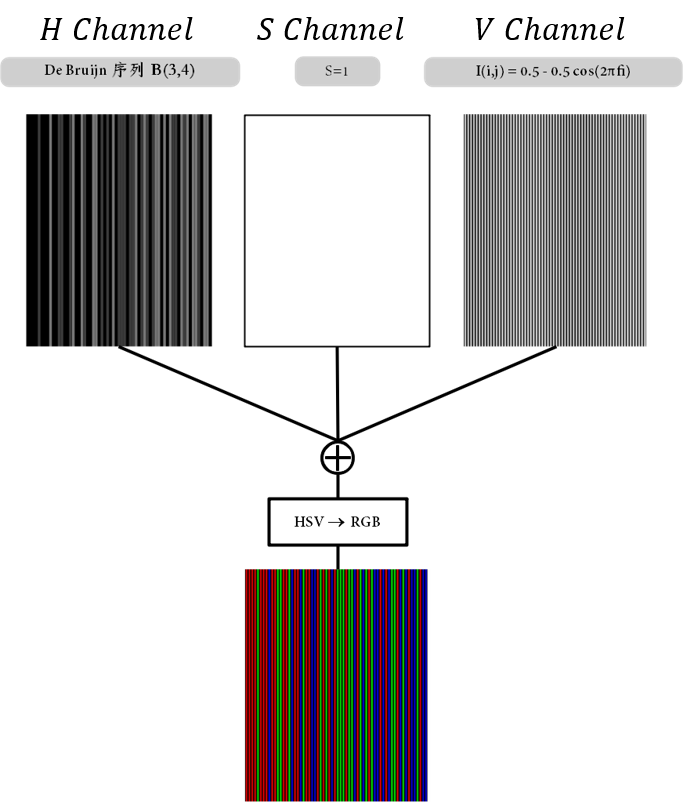 H Channel
S Channel
V Channel
De Bruijn 序列 B(3,4)
S=1
I(i,j) = 0.5 - 0.5 cos(2πfi)
HSV → RGB